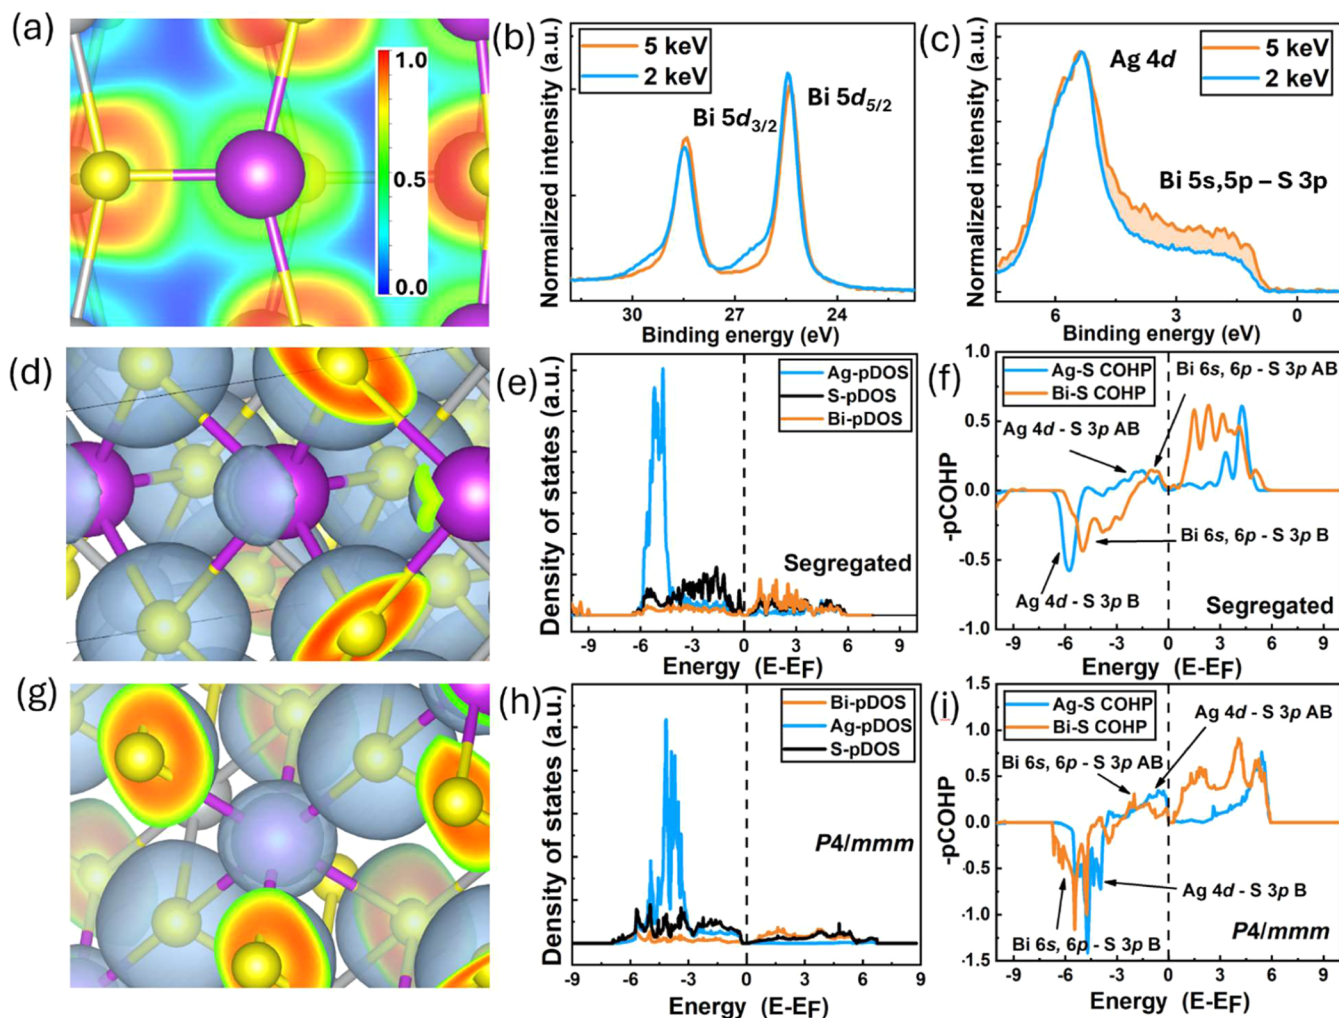 (a)
1.0
0.5
0.0
(b)
5 keV
2 keV
Bi 5d3/2
Bi 5d5/2
Normalized intensity (a.u.)
30 27 24
Binding energy (eV)
(c)
Ag 4d
5 keV
2 keV
Bi 5s,5p – S 3p
Normalized intensity (a.u.)
6 3 0
Binding energy (eV)
(d)
(e)
Ag-pDOS
S-pDOS
Bi-pDOS
Segregated
Density of states (a.u.)
-9 -6 -3 0 3 6 9
Energy (E-EF)
(f)
Ag-S COHP
Bi-S COHP
Bi 6s, 6p - S 3p AB
Ag 4d - S 3p AB
Bi 6s, 6p - S 3p B
Ag 4d - S 3p B
Segregated
-pCOHP
1.0
0.5
0.0
-0.5
-1.0
-9 -6 -3 0 3 6 9
Energy (E-EF)
(g)
(h)
Bi-pDOS
Ag-pDOS
S-pDOS
P4/mmm
Density of states (a.u.)
-9 -6 -3 0 3 6 9
Energy (E-EF)
(i)
Ag-S COHP
Bi-S COHP
Ag 4d - S 3p AB
Bi 6s, 6p - S 3p AB
Ag 4d - S 3p B
Bi 6s, 6p - S 3p B
P4/mmm
-pCOHP
1.5
1.0
0.5
0.0
-0.5
-1.0
-1.5
-9 -6 -3 0 3 6 9
Energy (E-EF)